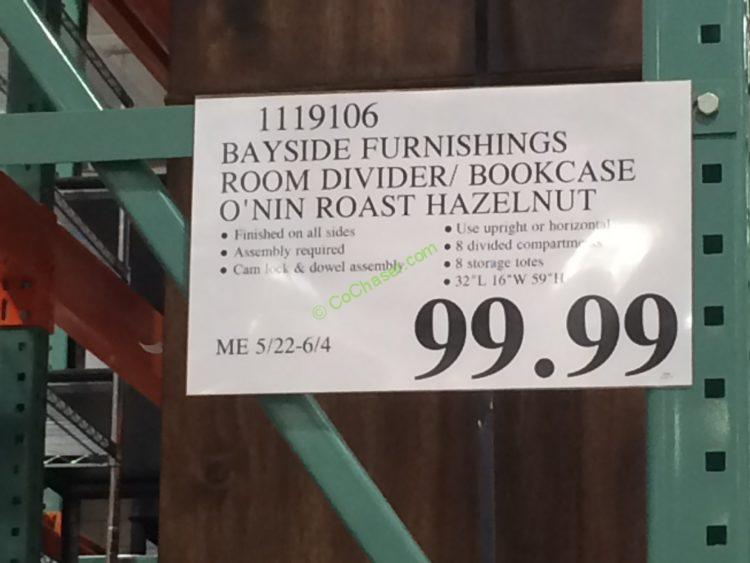 1119106
BAYSIDE FURNISHINGS
ROOM DIVIDER/ BOOKCASE
O'NIN ROAST HAZELNUT
• Finished on all sides
• Assembly required
• Cam lock & dowel assembly
• Use upright or horizontal
• 8 divided compartments
• 8 storage totes
• 32"L 16"W 59"H
© CoChaser.com
ME 5/22-6/4
99.99